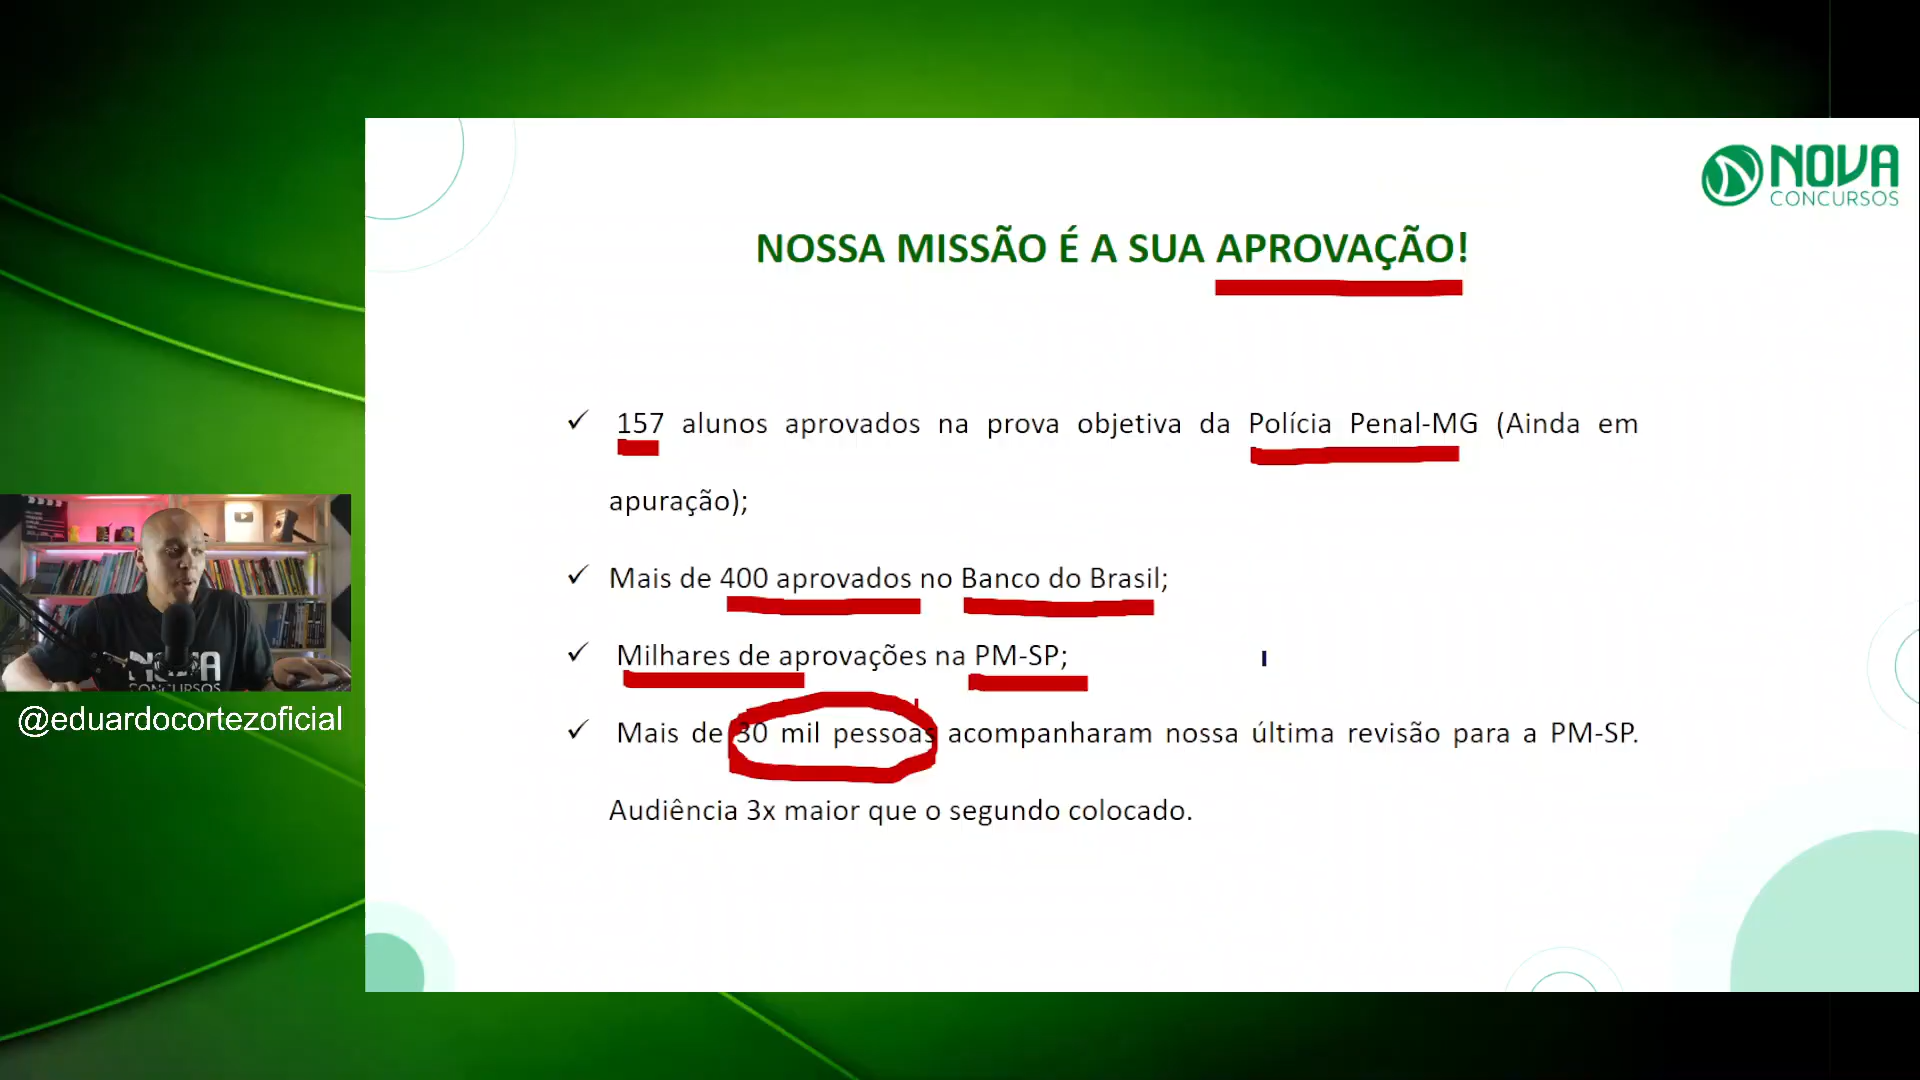 NOVA
CONCURSOS
NOSSA MISSÃO É A SUA APROVAÇÃO!
✓ 157 alunos aprovados na prova objetiva da Polícia Penal-MG (Ainda em
apuração);
✓ Mais de 400 aprovados no Banco do Brasil;
✓ Milhares de aprovações na PM-SP;
✓ Mais de 30 mil pessoas acompanharam nossa última revisão para a PM-SP.
Audiência 3x maior que o segundo colocado.
NOVA
CONCURSOS
@eduardocortezoficial